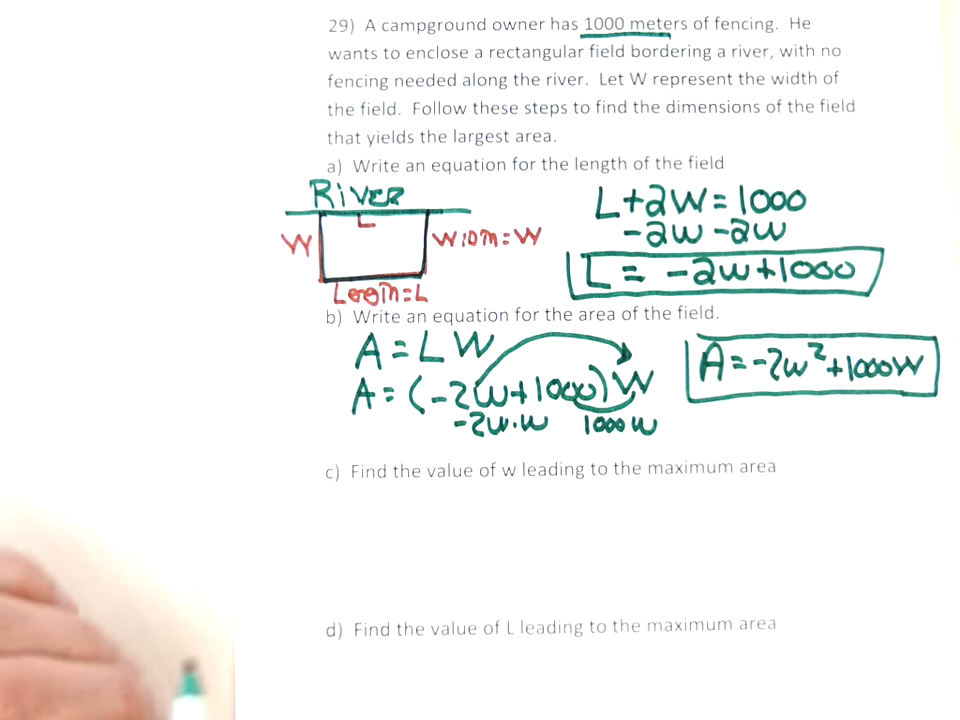 29) A campground owner has 1000 meters of fencing. He
wants to enclose a rectangular field bordering a river, with no
fencing needed along the river. Let W represent the width of
the field. Follow these steps to find the dimensions of the field
that yields the largest area.
a) Write an equation for the length of the field
RIVER
L
W
WIDTH=W
Length=L
L+2W=1000
-2W -2W
L= -2W+1000
b) Write an equation for the area of the field.
A=LW
A=(-2W+1000)W
-2W·W 1000W
A=-2W²+1000W
c) Find the value of w leading to the maximum area
d) Find the value of L leading to the maximum area